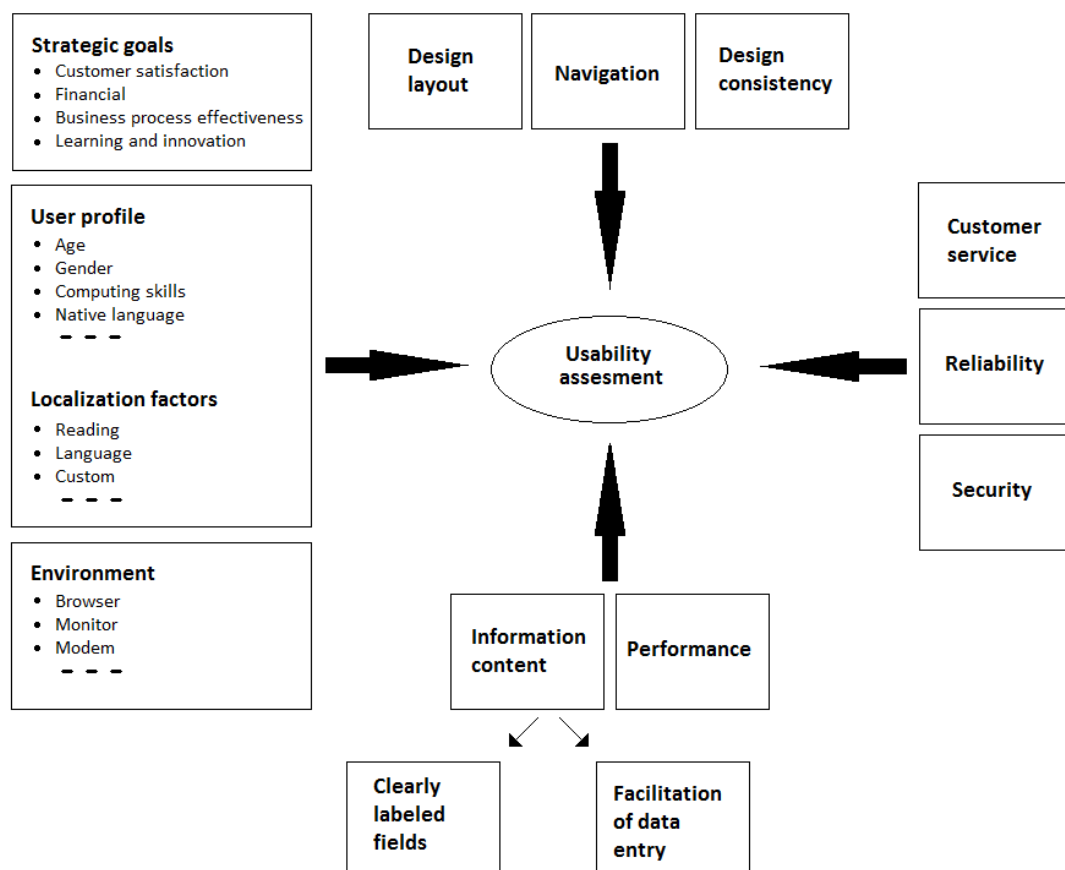 Strategic goals
• Customer satisfaction
• Financial
• Business process effectiveness
• Learning and innovation
User profile
• Age
• Gender
• Computing skills
• Native language
Localization factors
• Reading
• Language
• Custom
Environment
• Browser
• Monitor
• Modem
Design
layout
Navigation
Design
consistency
Usability
assesment
Customer
service
Reliability
Security
Information
content
Performance
Clearly
labeled
fields
Facilitation
of data
entry